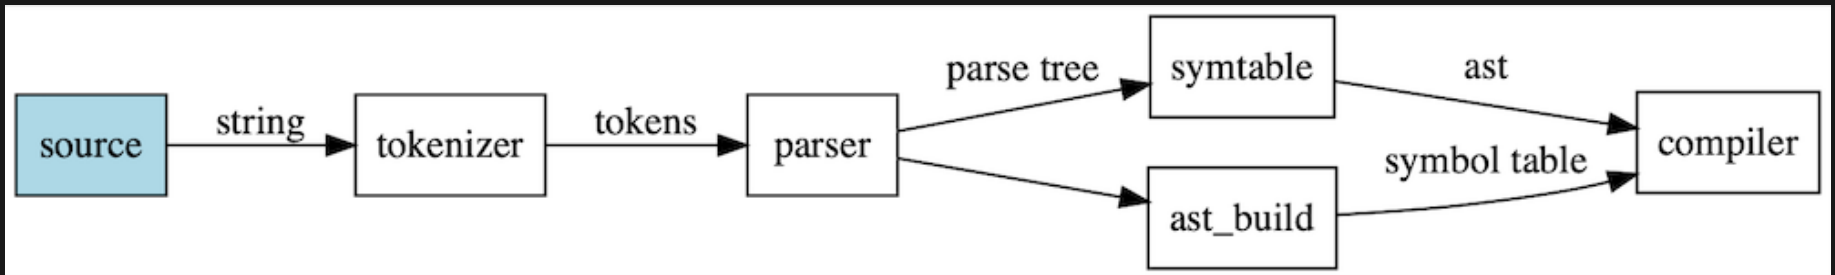 source
string
tokenizer
tokens
parser
parse tree
symtable
ast
ast_build
symbol table
compiler